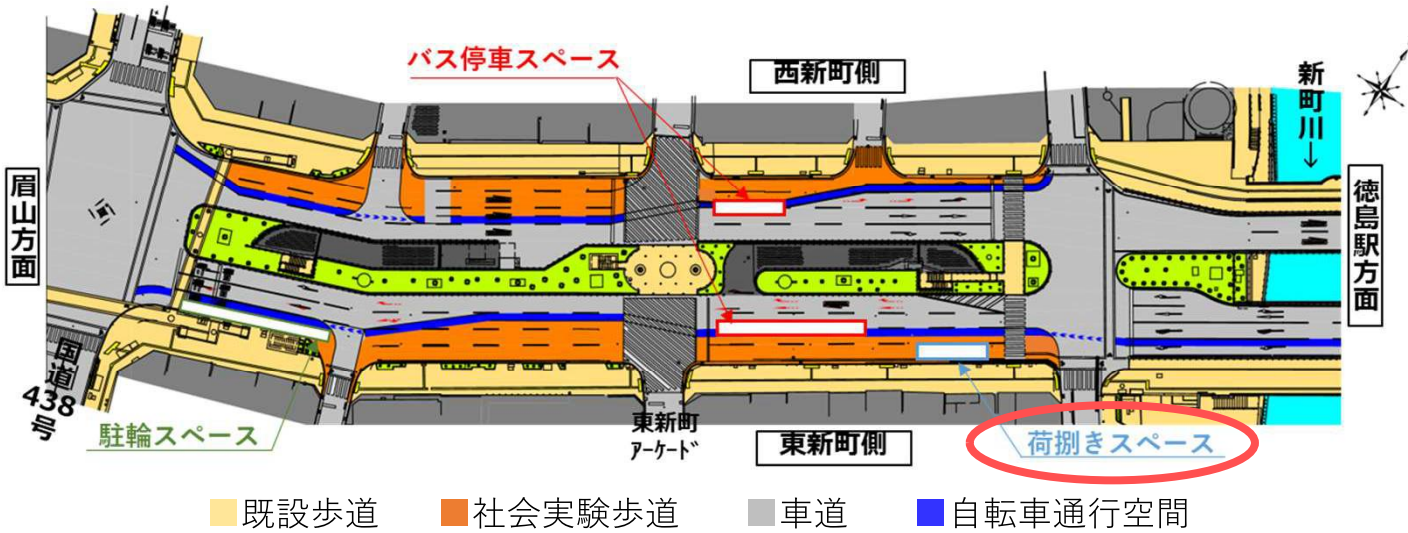 バス停車スペース
西新町側
新町川→
眉山方面
徳島駅方面
国道438号
駐輪スペース
東新町
アーケード
東新町側
荷捌きスペース
既設歩道
社会実験歩道
車道
自転車通行空間